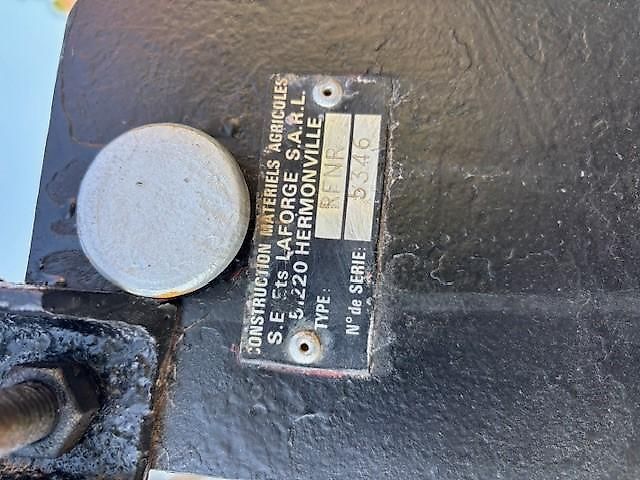 CONSTRUCTION MATERIELS AGRICOLES
S.E. Ets LAFORGE S.A.R.L.
51220 HERMONVILLE
TYPE: RFNR
N° de SERIE: 5346